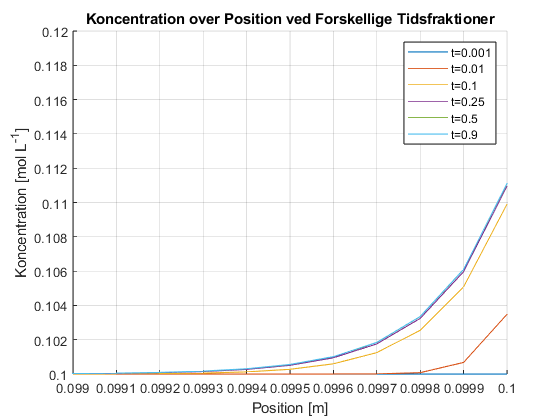 Koncentration over Position ved Forskellige Tidsfraktioner
0.12
0.118
0.116
0.114
0.112
0.11
0.108
0.106
0.104
0.102
0.1
Koncentration [mol L⁻¹]
t=0.001
t=0.01
t=0.1
t=0.25
t=0.5
t=0.9
0.099 0.0991 0.0992 0.0993 0.0994 0.0995 0.0996 0.0997 0.0998 0.0999 0.1
Position [m]